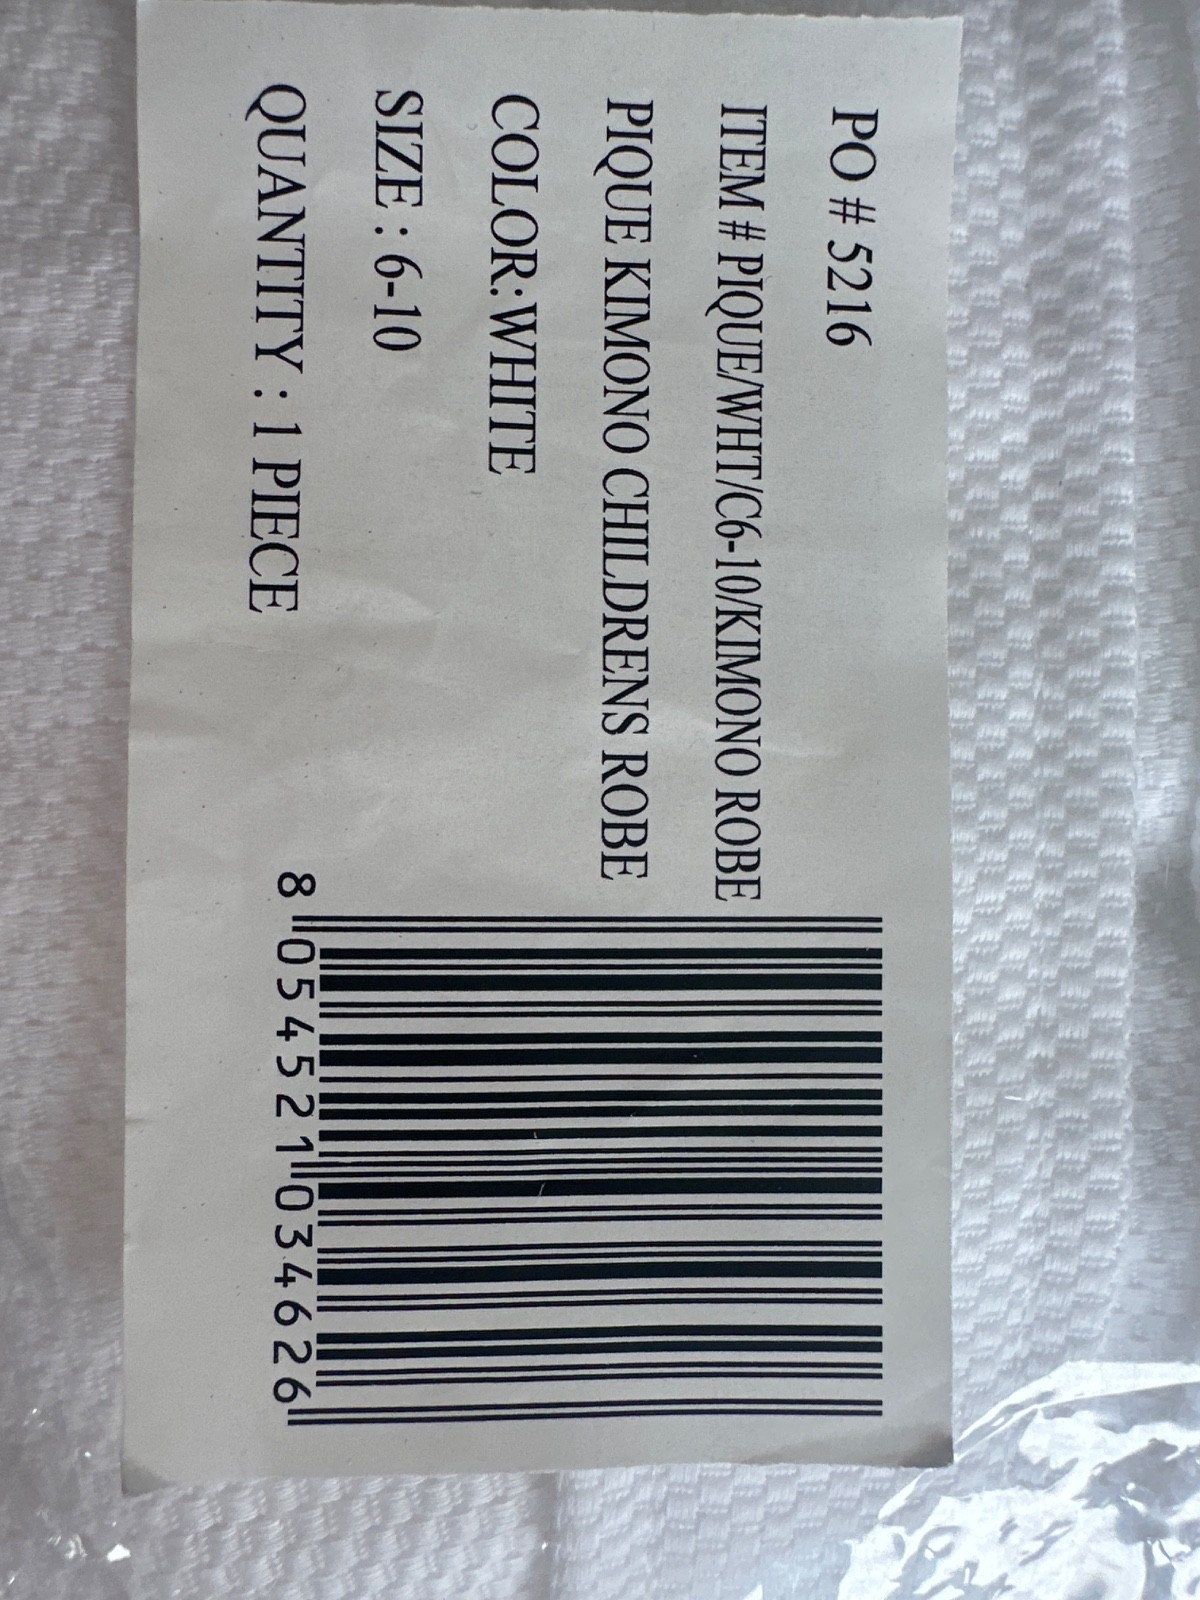 PO # 5216
ITEM # PIQUE/WHT/C6-10/KIMONO ROBE
PIQUE KIMONO CHILDRENS ROBE
COLOR:WHITE
SIZE : 6-10
QUANTITY : 1 PIECE
8 054521 034626